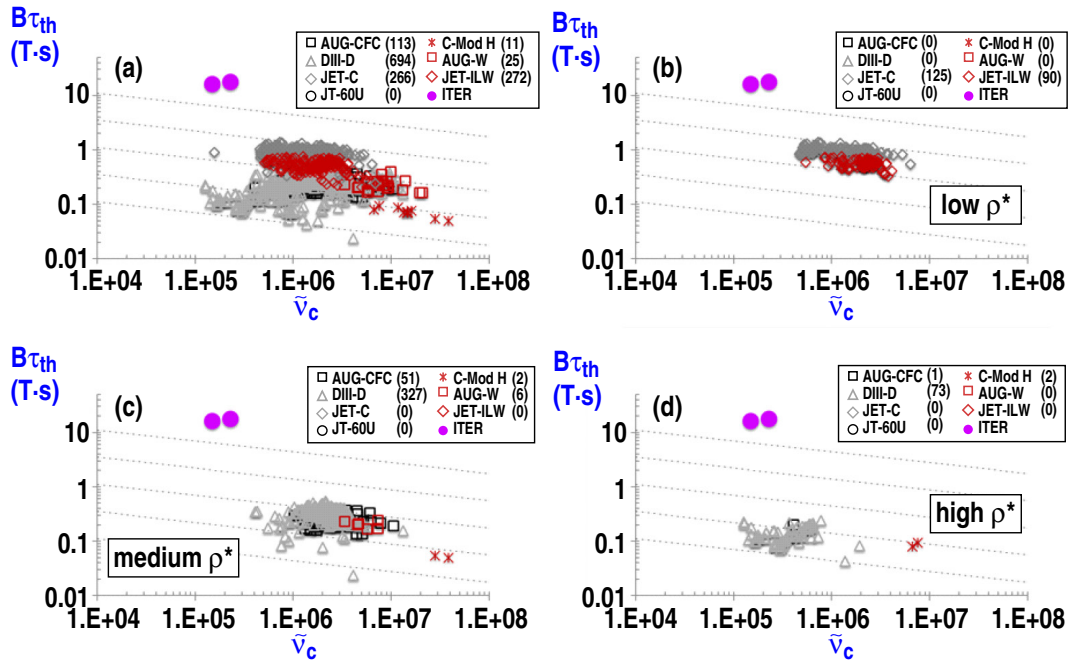 Bτth
(T·s)
(a)
AUG-CFC (113) C-Mod H (11)
DIII-D (694) AUG-W (25)
JET-C (266) JET-ILW (272)
JT-60U (0) ITER
10
1
0.1
0.01
1.E+04 1.E+05 1.E+06 1.E+07 1.E+08
ν̃c
Bτth
(T·s)
(b)
AUG-CFC (0) C-Mod H (0)
DIII-D (0) AUG-W (0)
JET-C (125) JET-ILW (90)
JT-60U (0) ITER
10
1
0.1
0.01
low ρ*
1.E+04 1.E+05 1.E+06 1.E+07 1.E+08
ν̃c
Bτth
(T·s)
(c)
AUG-CFC (51) C-Mod H (2)
DIII-D (327) AUG-W (6)
JET-C (0) JET-ILW (0)
JT-60U (0) ITER
10
1
0.1
0.01
medium ρ*
1.E+04 1.E+05 1.E+06 1.E+07 1.E+08
ν̃c
Bτth
(T·s)
(d)
AUG-CFC (1) C-Mod H (2)
DIII-D (73) AUG-W (0)
JET-C (0) JET-ILW (0)
JT-60U (0) ITER
10
1
0.1
0.01
high ρ*
1.E+04 1.E+05 1.E+06 1.E+07 1.E+08
ν̃c